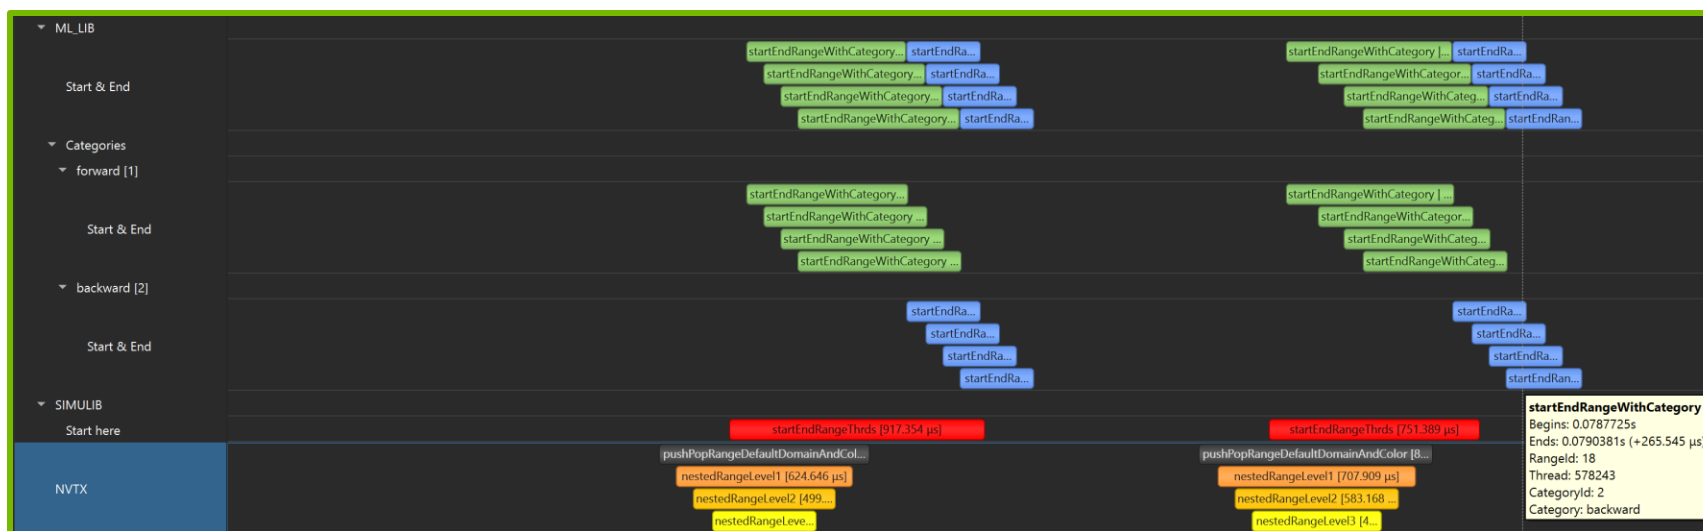 ML_LIB
startEndRangeWithCategory... startEndRa... startEndRangeWithCategory |... startEndRa...
startEndRangeWithCategory... startEndRa... startEndRangeWithCategor... startEndRa...
Start & End
startEndRangeWithCategory... startEndRa... startEndRangeWithCateg... startEndRa...
startEndRangeWithCategory... startEndRa... startEndRangeWithCateg... startEndRan...
Categories
forward [1]
startEndRangeWithCategory... startEndRangeWithCategory | ...
startEndRangeWithCategory ... startEndRangeWithCategor...
Start & End
startEndRangeWithCategory ... startEndRangeWithCateg...
startEndRangeWithCategory ... startEndRangeWithCateg...
backward [2]
startEndRa... startEndRa...
startEndRa... startEndRa...
Start & End
startEndRa... startEndRa...
startEndRa... startEndRan...
SIMULIB
Start here startEndRangeThrds [917.354 μs] startEndRangeThrds [751.389 μs]
pushPopRangeDefaultDomainAndCol... pushPopRangeDefaultDomainAndColor [8...
nestedRangeLevel1 [624.646 μs] nestedRangeLevel1 [707.909 μs]
NVTX
nestedRangeLevel2 [499.... nestedRangeLevel2 [583.168 ...
nestedRangeLeve... nestedRangeLevel3 [4...
startEndRangeWithCategory
Begins: 0.0787725s
Ends: 0.0790381s (+265.545 μs)
RangeId: 18
Thread: 578243
CategoryId: 2
Category: backward